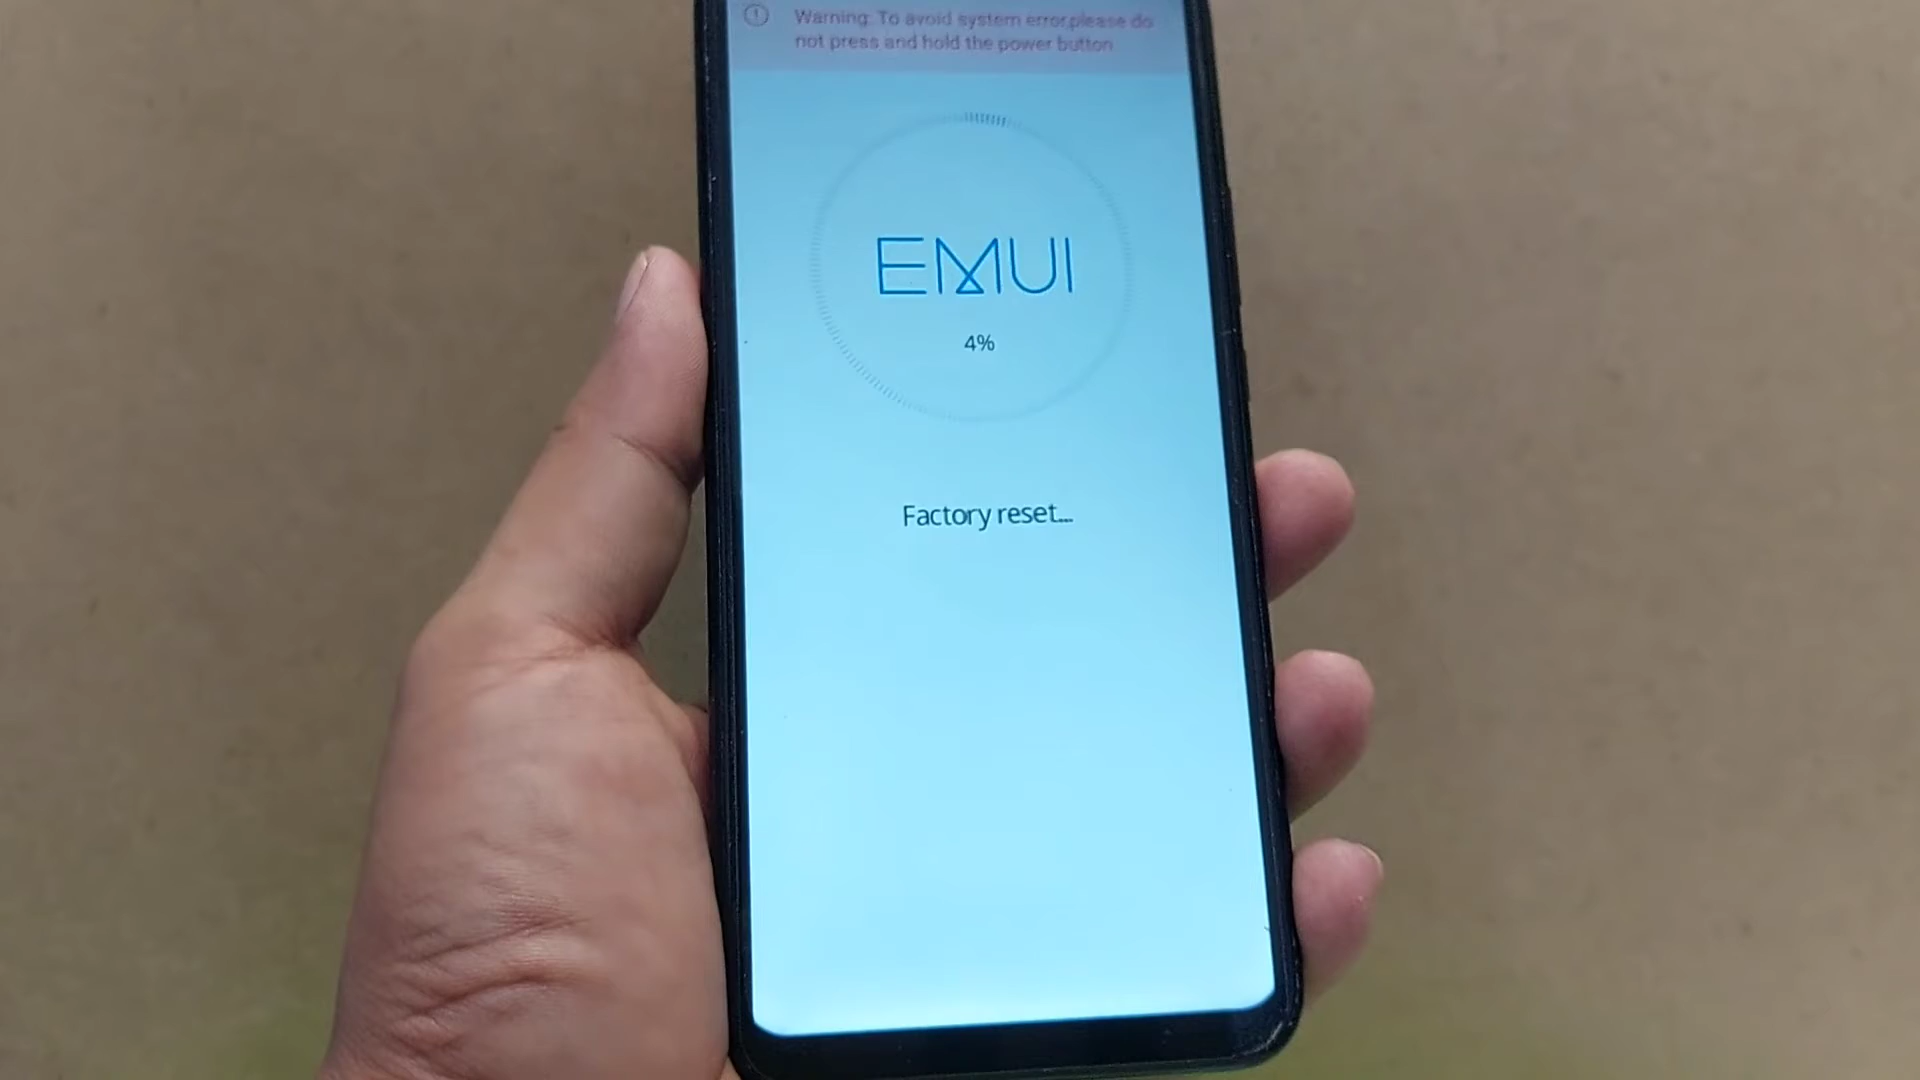 Warning: To avoid system error,please do
not press and hold the power button
EMUI
4%
Factory reset...